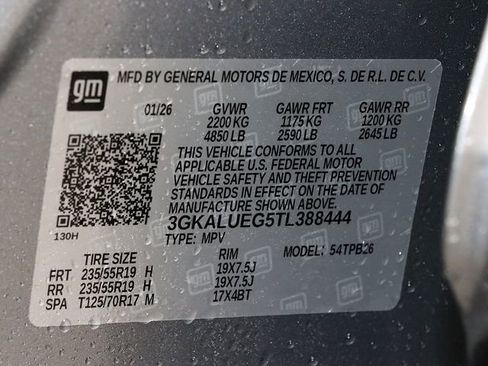 gm
MFD BY GENERAL MOTORS DE MEXICO, S. DE R.L. DE C.V.
01/26 GVWR GAWR FRT GAWR RR
2200 KG 1175 KG 1200 KG
4850 LB 2590 LB 2645 LB
THIS VEHICLE CONFORMS TO ALL
APPLICABLE U.S. FEDERAL MOTOR
VEHICLE SAFETY AND THEFT PREVENTION
STANDARDS IN EFFECT ON THE DATE OF
MANUFACTURE SHOWN ABOVE.
130H
3GKALUEG5TL388444
TYPE: MPV MODEL: 54TPB26
TIRE SIZE RIM
FRT 235/55R19 H 19X7.5J
RR 235/55R19 H 19X7.5J
SPA T125/70R17 M 17X4BT